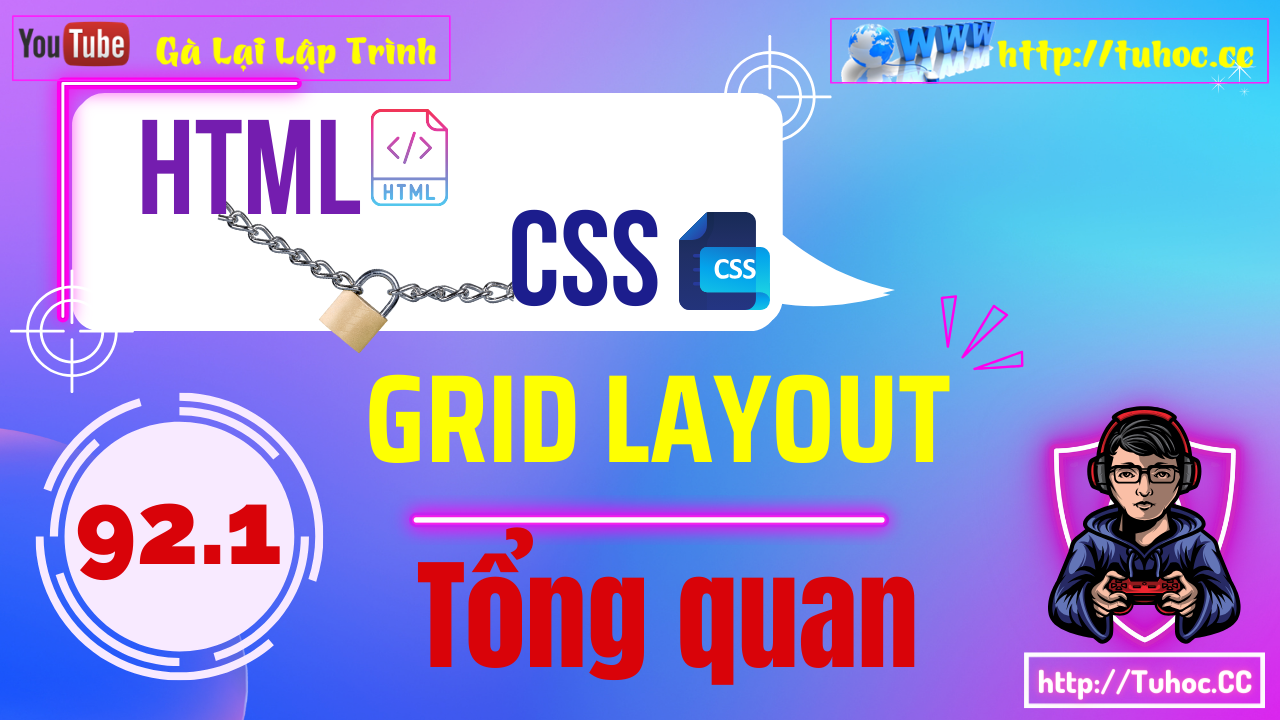 YouTube Gà Lại Lập Trình
WWW http://tuhoc.cc
HTML
HTML
CSS
CSS
GRID LAYOUT
92.1
Tổng quan
http://Tuhoc.CC